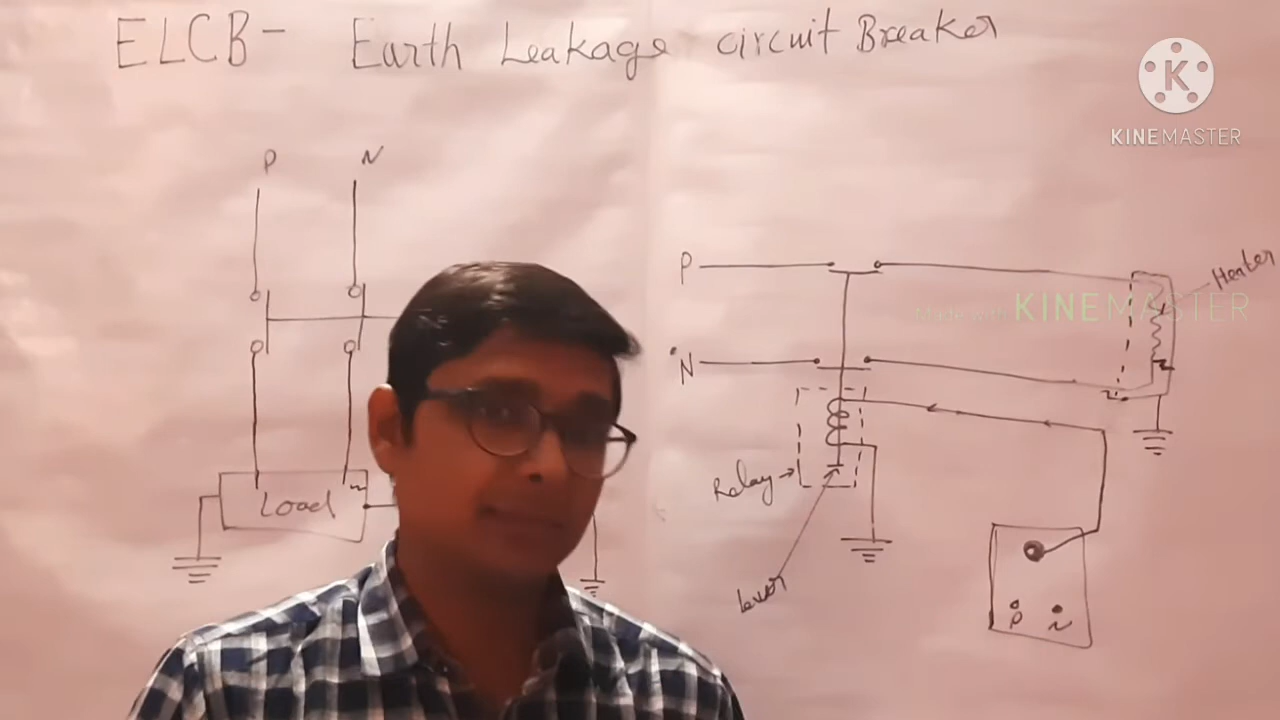 ELCB- Earth Leakage circuit Breaker
KINEMASTER
P N
P
Heater
Made with KINEMASTER
N
Relay
Load
lever
P N